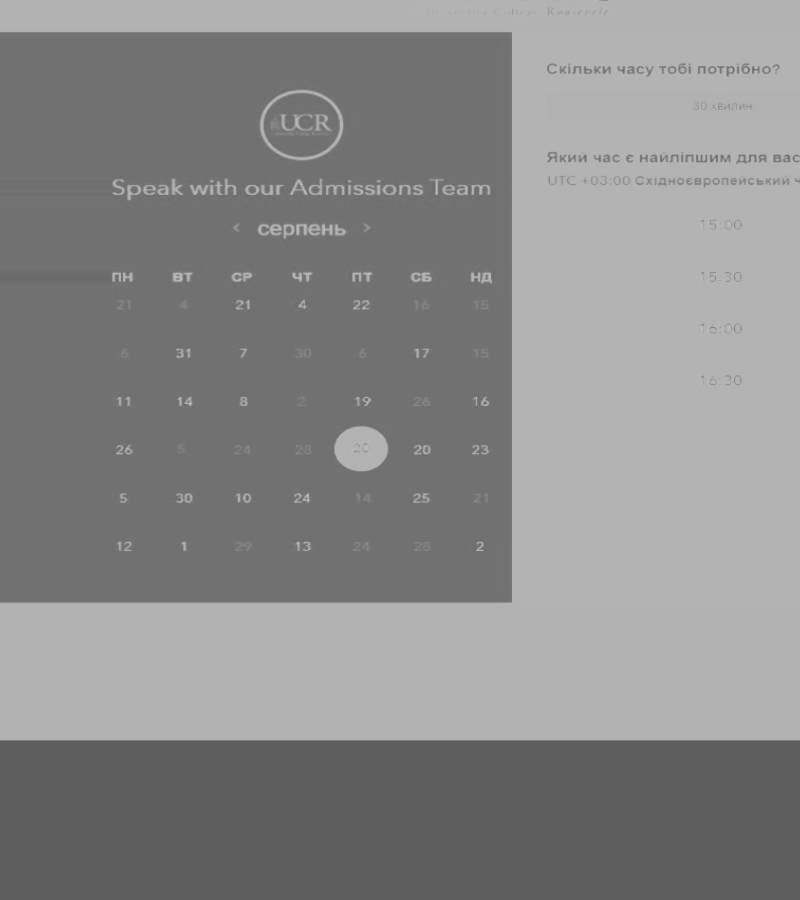 University College Roosevelt
UCR
Speak with our Admissions Team
‹ серпень ›
ПН ВТ СР ЧТ ПТ СБ НД
21 4 21 4 22 16 15
6 31 7 30 6 17 15
11 14 8 2 19 26 16
26 5 24 28 20 20 23
5 30 10 24 14 25 21
12 1 29 13 24 28 2
Скільки часу тобі потрібно?
30 хвилин
Який час є найліпшим для вас
UTC +03:00 Східноєвропейський ч
15:00
15:30
16:00
16:30